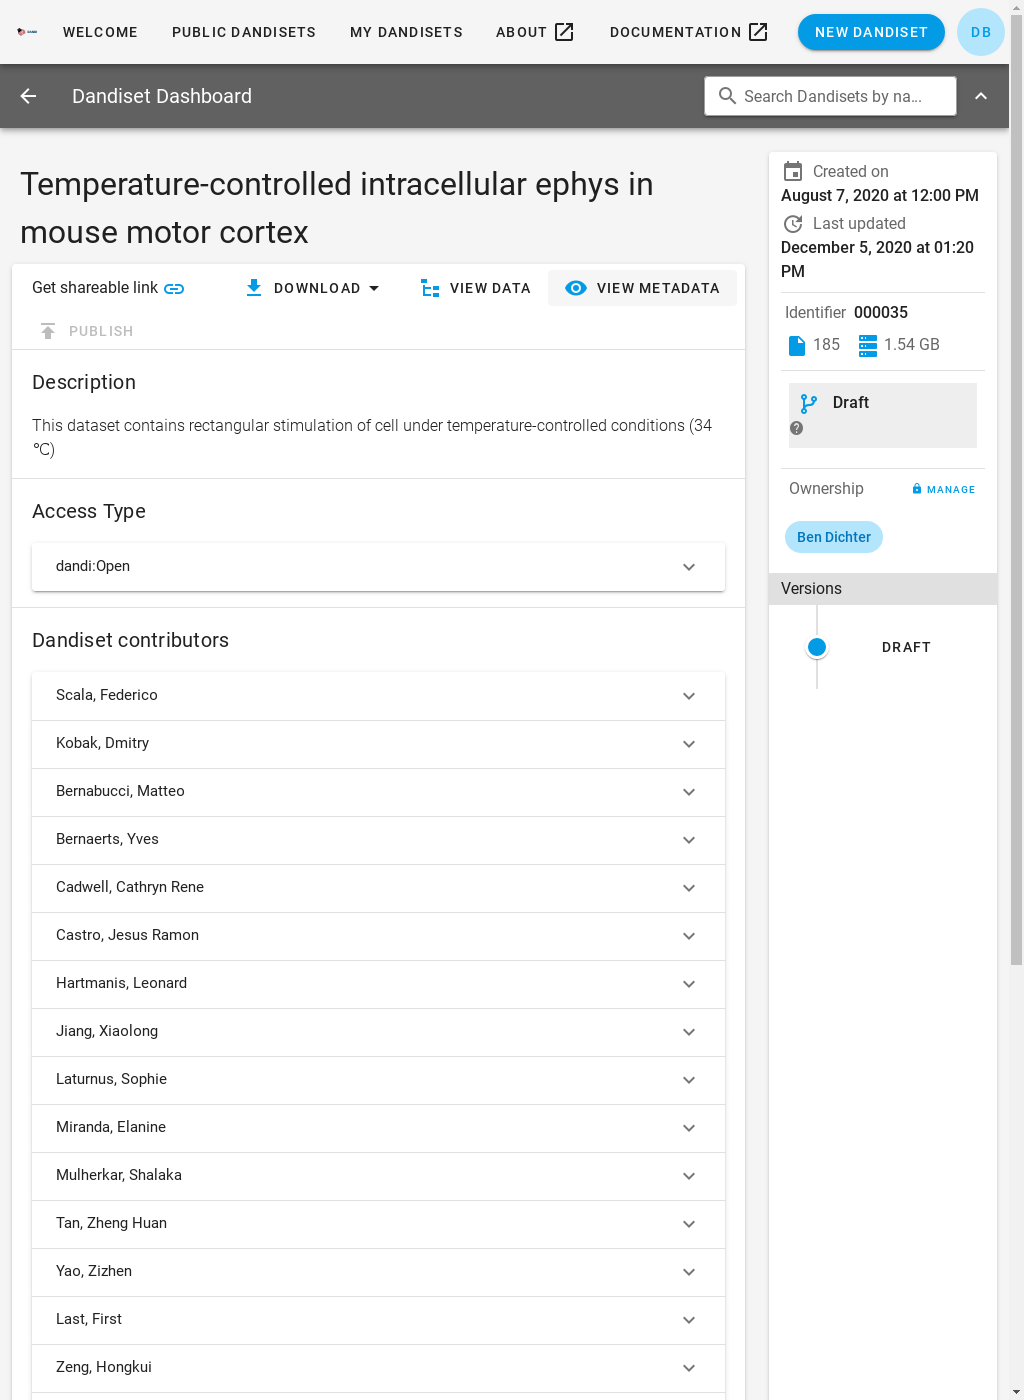 WELCOME PUBLIC DANDISETS MY DANDISETS ABOUT DOCUMENTATION NEW DANDISET DB
Dandiset Dashboard Search Dandisets by na...
Temperature-controlled intracellular ephys in
mouse motor cortex
Get shareable link DOWNLOAD VIEW DATA VIEW METADATA
PUBLISH
Description
This dataset contains rectangular stimulation of cell under temperature-controlled conditions (34
℃)
Access Type
dandi:Open
Dandiset contributors
Scala, Federico
Kobak, Dmitry
Bernabucci, Matteo
Bernaerts, Yves
Cadwell, Cathryn Rene
Castro, Jesus Ramon
Hartmanis, Leonard
Jiang, Xiaolong
Laturnus, Sophie
Miranda, Elanine
Mulherkar, Shalaka
Tan, Zheng Huan
Yao, Zizhen
Last, First
Zeng, Hongkui
Created on
August 7, 2020 at 12:00 PM
Last updated
December 5, 2020 at 01:20
PM
Identifier 000035
185 1.54 GB
Draft
Ownership MANAGE
Ben Dichter
Versions
DRAFT